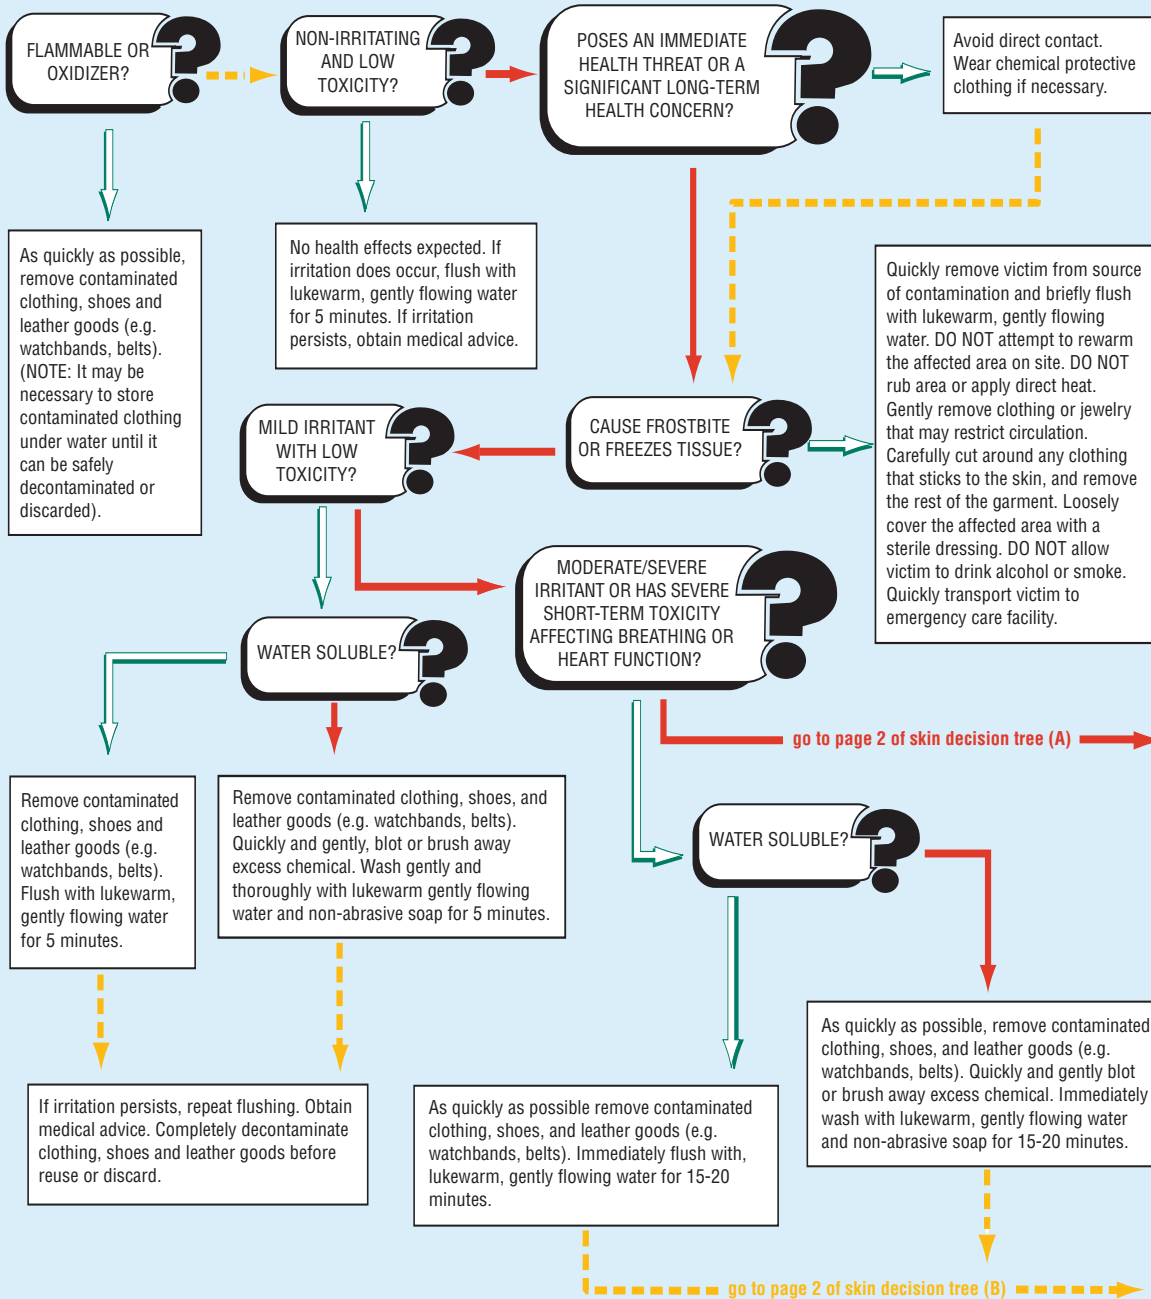 FLAMMABLE OR
OXIDIZER?
NON-IRRITATING
AND LOW
TOXICITY?
POSES AN IMMEDIATE
HEALTH THREAT OR A
SIGNIFICANT LONG-TERM
HEALTH CONCERN?
Avoid direct contact.
Wear chemical protective
clothing if necessary.
As quickly as possible,
remove contaminated
clothing, shoes and
leather goods (e.g.
watchbands, belts).
(NOTE: It may be
necessary to store
contaminated clothing
under water until it
can be safely
decontaminated or
discarded).
No health effects expected. If
irritation does occur, flush with
lukewarm, gently flowing water
for 5 minutes. If irritation
persists, obtain medical advice.
Quickly remove victim from source
of contamination and briefly flush
with lukewarm, gently flowing
water. DO NOT attempt to rewarm
the affected area on site. DO NOT
rub area or apply direct heat.
Gently remove clothing or jewelry
that may restrict circulation.
Carefully cut around any clothing
that sticks to the skin, and remove
the rest of the garment. Loosely
cover the affected area with a
sterile dressing. DO NOT allow
victim to drink alcohol or smoke.
Quickly transport victim to
emergency care facility.
MILD IRRITANT
WITH LOW
TOXICITY?
CAUSE FROSTBITE
OR FREEZES TISSUE?
MODERATE/SEVERE
IRRITANT OR HAS SEVERE
SHORT-TERM TOXICITY
AFFECTING BREATHING OR
HEART FUNCTION?
WATER SOLUBLE?
go to page 2 of skin decision tree (A)
Remove contaminated
clothing, shoes and
leather goods (e.g.
watchbands, belts).
Flush with lukewarm,
gently flowing water
for 5 minutes.
Remove contaminated clothing, shoes, and
leather goods (e.g. watchbands, belts).
Quickly and gently, blot or brush away
excess chemical. Wash gently and
thoroughly with lukewarm gently flowing
water and non-abrasive soap for 5 minutes.
WATER SOLUBLE?
As quickly as possible, remove contaminated
clothing, shoes, and leather goods (e.g.
watchbands, belts). Quickly and gently blot
or brush away excess chemical. Immediately
wash with lukewarm, gently flowing water
and non-abrasive soap for 15-20 minutes.
If irritation persists, repeat flushing. Obtain
medical advice. Completely decontaminate
clothing, shoes and leather goods before
reuse or discard.
As quickly as possible remove contaminated
clothing, shoes, and leather goods (e.g.
watchbands, belts). Immediately flush with,
lukewarm, gently flowing water for 15-20
minutes.
go to page 2 of skin decision tree (B)